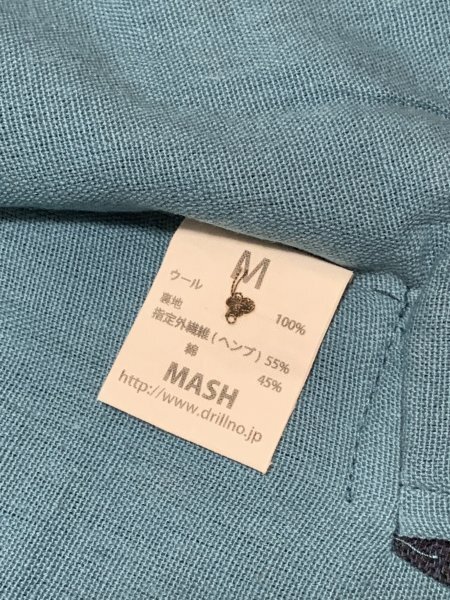 M
ウール 100%
裏地
指定外繊維(ヘンプ) 55%
綿 45%
MASH
http://www.drillno.jp